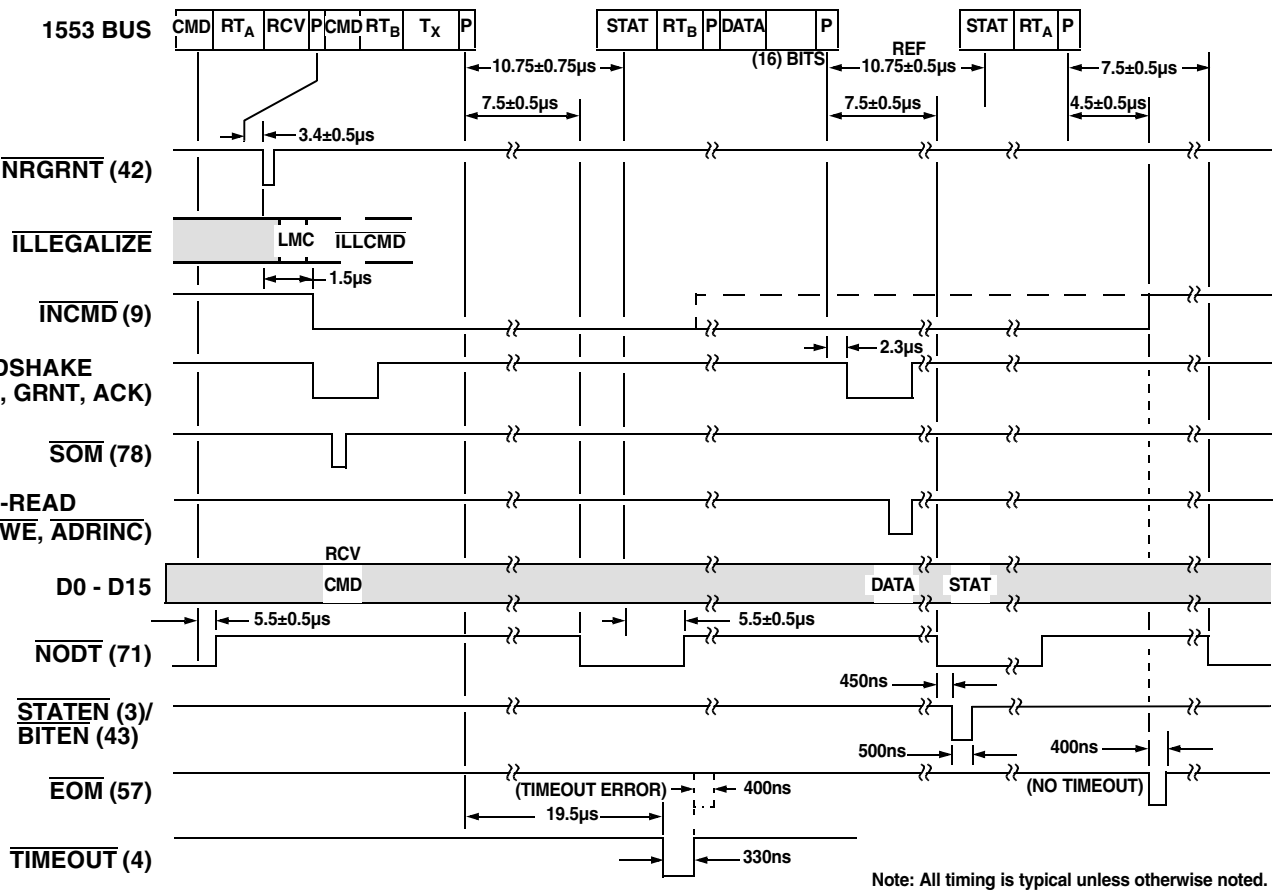 1553 BUS CMD RTA RCV P CMD RTB TX P STAT RTB P DATA P STAT RTA P
(16) BITS
REF
10.75±0.75µs 10.75±0.5µs 7.5±0.5µs
7.5±0.5µs 7.5±0.5µs 4.5±0.5µs
3.4±0.5µs
NRGRNT (42)
ILLEGALIZE LMC ILLCMD
1.5µs
INCMD (9)
2.3µs
DSHAKE
, GRNT, ACK)
SOM (78)
-READ
WE, ADRINC)
RCV
D0 - D15 CMD DATA STAT
5.5±0.5µs 5.5±0.5µs
NODT (71)
450ns
STATEN (3)/
BITEN (43)
500ns 400ns
EOM (57) (TIMEOUT ERROR) 400ns (NO TIMEOUT)
19.5µs
TIMEOUT (4) 330ns
Note: All timing is typical unless otherwise noted.